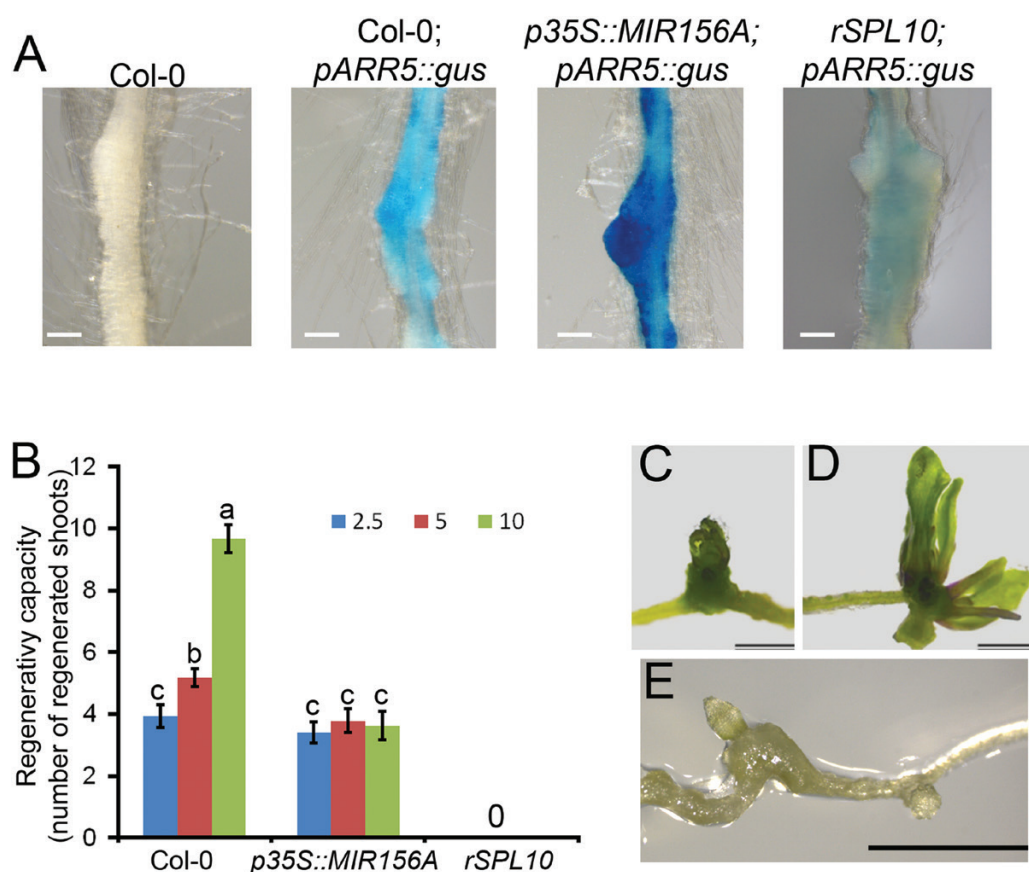 A
Col-0
Col-0;
pARR5::gus
p35S::MIR156A;
pARR5::gus
rSPL10;
pARR5::gus
B
Regenerativy capacity
(number of regenerated shoots)
12
10
8
6
4
2
0
2.5 5 10
c b a
c c c
0
Col-0 p35S::MIR156A rSPL10
C
D
E